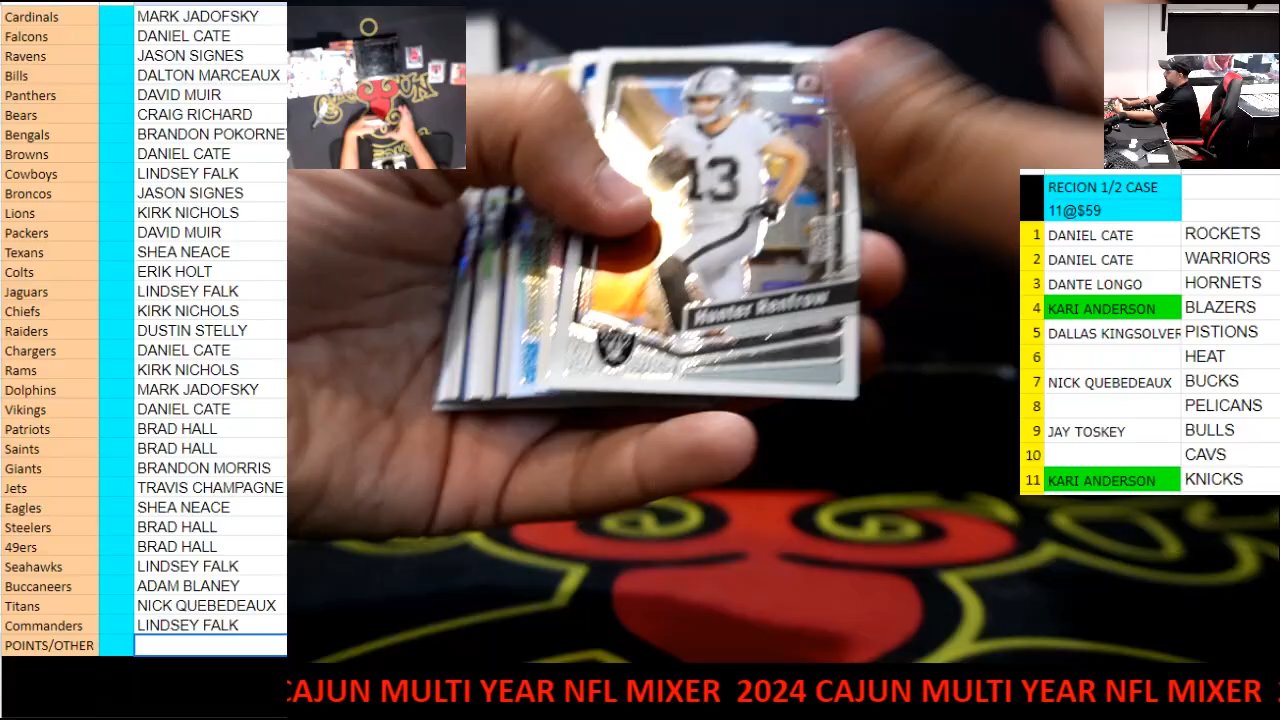 Cardinals MARK JADOFSKY
Falcons DANIEL CATE
Ravens JASON SIGNES
Bills DALTON MARCEAUX
Panthers DAVID MUIR
Bears CRAIG RICHARD
Bengals BRANDON POKORNE
Browns DANIEL CATE
Cowboys LINDSEY FALK
Broncos JASON SIGNES
Lions KIRK NICHOLS
Packers DAVID MUIR
Texans SHEA NEACE
Colts ERIK HOLT
Jaguars LINDSEY FALK
Chiefs KIRK NICHOLS
Raiders DUSTIN STELLY
Chargers DANIEL CATE
Rams KIRK NICHOLS
Dolphins MARK JADOFSKY
Vikings DANIEL CATE
Patriots BRAD HALL
Saints BRAD HALL
Giants BRANDON MORRIS
Jets TRAVIS CHAMPAGNE
Eagles SHEA NEACE
Steelers BRAD HALL
49ers BRAD HALL
Seahawks LINDSEY FALK
Buccaneers ADAM BLANEY
Titans NICK QUEBEDEAUX
Commanders LINDSEY FALK
POINTS/OTHER
13
Hunter Renfrow
RECION 1/2 CASE
11@$59
1 DANIEL CATE ROCKETS
2 DANIEL CATE WARRIORS
3 DANTE LONGO HORNETS
4 KARI ANDERSON BLAZERS
5 DALLAS KINGSOLVER PISTIONS
6 HEAT
7 NICK QUEBEDEAUX BUCKS
8 PELICANS
9 JAY TOSKEY BULLS
10 CAVS
11 KARI ANDERSON KNICKS
CAJUN MULTI YEAR NFL MIXER 2024 CAJUN MULTI YEAR NFL MIXER